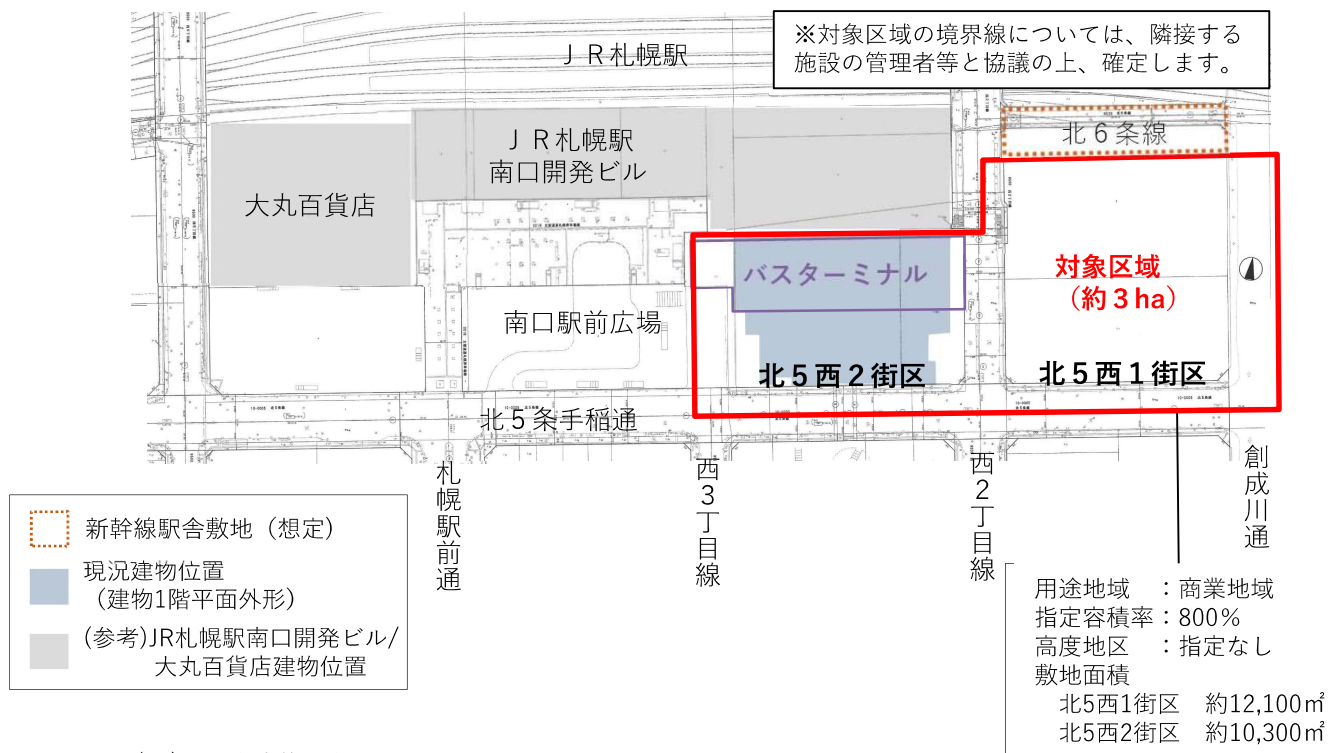 ※対象区域の境界線については、隣接する
施設の管理者等と協議の上、確定します。
ＪＲ札幌駅
ＪＲ札幌駅
南口開発ビル
北６条線
大丸百貨店
バスターミナル
対象区域
（約３ha）
南口駅前広場
北５西２街区
北５西１街区
北５条手稲通
札幌駅前通
西３丁目線
西２丁目線
創成川通
新幹線駅舎敷地（想定）
現況建物位置
（建物1階平面外形）
(参考)JR札幌駅南口開発ビル/
大丸百貨店建物位置
用途地域　：商業地域
指定容積率：800％
高度地区　：指定なし
敷地面積
北5西1街区　約12,100㎡
北5西2街区　約10,300㎡